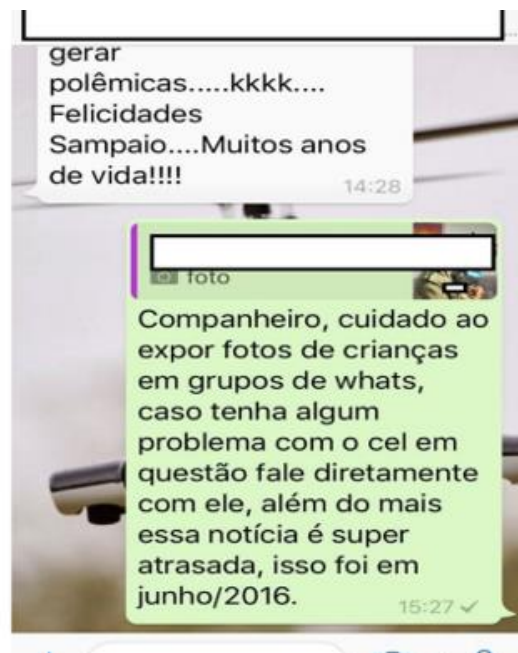 gerar
polêmicas.....kkkk....
Felicidades
Sampaio....Muitos anos
de vida!!!!
14:28
foto
Companheiro, cuidado ao
expor fotos de crianças
em grupos de whats,
caso tenha algum
problema com o cel em
questão fale diretamente
com ele, além do mais
essa notícia é super
atrasada, isso foi em
junho/2016.
15:27